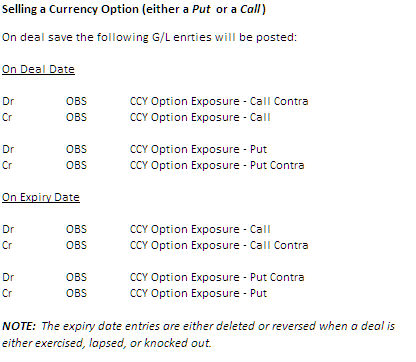 Selling a Currency Option (either a Put or a Call)
On deal save the following G/L enrties will be posted:
On Deal Date
Dr OBS CCY Option Exposure - Call Contra
Cr OBS CCY Option Exposure - Call
Dr OBS CCY Option Exposure - Put
Cr OBS CCY Option Exposure - Put Contra
On Expiry Date
Dr OBS CCY Option Exposure - Call
Cr OBS CCY Option Exposure - Call Contra
Dr OBS CCY Option Exposure - Put Contra
Cr OBS CCY Option Exposure - Put
NOTE: The expiry date entries are either deleted or reversed when a deal is
either exercised, lapsed, or knocked out.